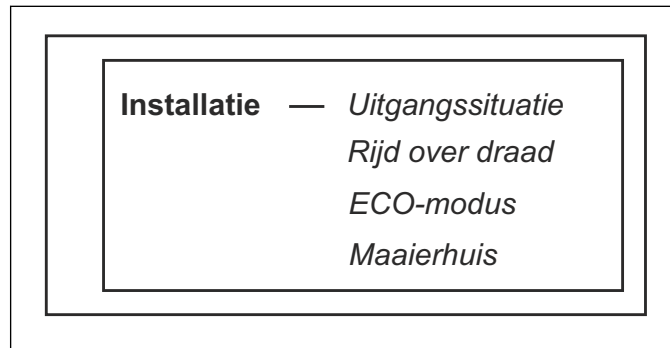 Installatie — Uitgangssituatie
Rijd over draad
ECO-modus
Maaierhuis